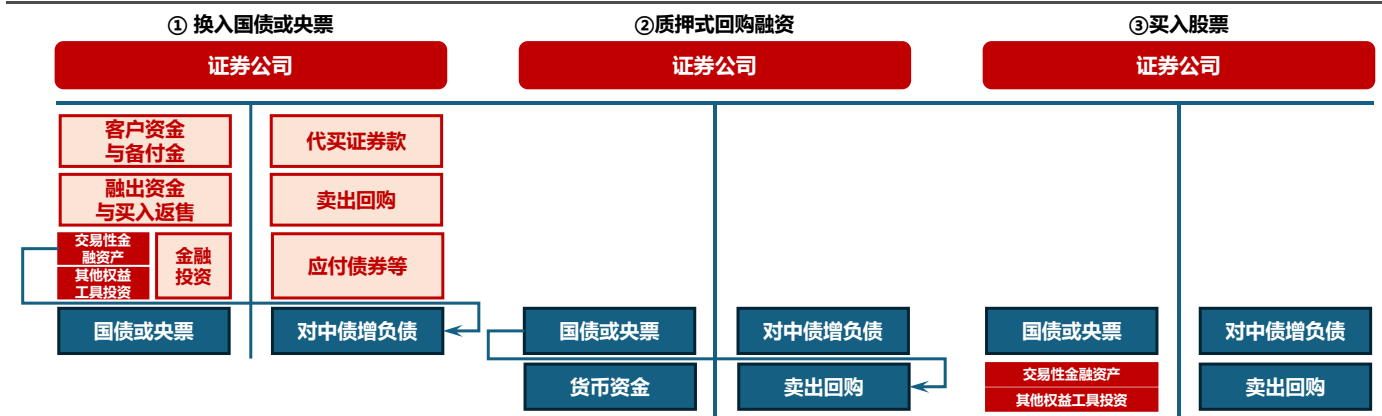 ① 换入国债或央票
②质押式回购融资
③买入股票
证券公司
证券公司
证券公司
客户资金
与备付金
代买证券款
融出资金
与买入返售
卖出回购
交易性金
融资产
其他权益
工具投资
金融
投资
应付债券等
国债或央票
对中债增负债
国债或央票
对中债增负债
货币资金
卖出回购
国债或央票
对中债增负债
交易性金融资产
其他权益工具投资
卖出回购